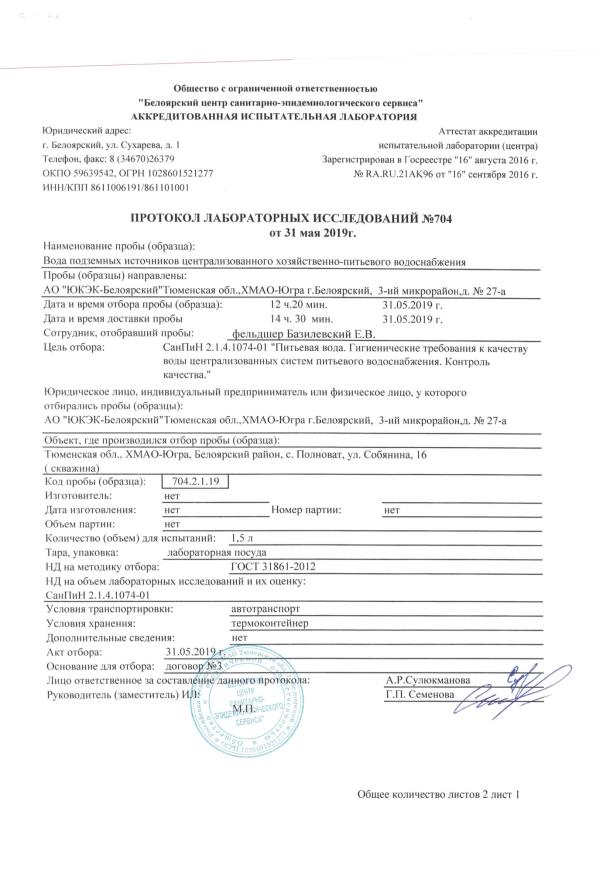 Общество с ограниченной ответственностью
"Белоярский центр санитарно-эпидемиологического сервиса"
АККРЕДИТОВАННАЯ ИСПЫТАТЕЛЬНАЯ ЛАБОРАТОРИЯ
Юридический адрес: Аттестат аккредитации
г. Белоярский, ул. Сухарева, д. 1 испытательной лаборатории (центра)
Телефон, факс: 8 (34670)26379 Зарегистрирован в Госреестре "16" августа 2016 г.
ОКПО 59639542, ОГРН 1028601521277 № RA.RU.21АК96 от "16" сентября 2016 г.
ИНН/КПП 8611006191/861101001
ПРОТОКОЛ ЛАБОРАТОРНЫХ ИССЛЕДОВАНИЙ №704
от 31 мая 2019г.
Наименование пробы (образца):
Вода подземных источников централизованного хозяйственно-питьевого водоснабжения
Пробы (образцы) направлены:
АО "ЮКЭК-Белоярский"Тюменская обл.,ХМАО-Югра г.Белоярский, 3-ий микрорайон,д. № 27-а
Дата и время отбора пробы (образца): 12 ч.20 мин. 31.05.2019 г.
Дата и время доставки пробы 14 ч. 30 мин. 31.05.2019 г.
Сотрудник, отобравший пробы: фельдшер Базилевский Е.В.
Цель отбора: СанПиН 2.1.4.1074-01 "Питьевая вода. Гигиенические требования к качеству
воды централизованных систем питьевого водоснабжения. Контроль
качества."
Юридическое лицо, индивидуальный предприниматель или физическое лицо, у которого
отбирались пробы (образцы):
АО "ЮКЭК-Белоярский"Тюменская обл.,ХМАО-Югра г.Белоярский, 3-ий микрорайон,д. № 27-а
Объект, где производился отбор пробы (образца):
Тюменская обл., ХМАО-Югра, Белоярский район, с. Полноват, ул. Собянина, 16
( скважина)
Код пробы (образца): 704.2.1.19
Изготовитель: нет
Дата изготовления: нет Номер партии: нет
Объем партии: нет
Количество (объем) для испытаний: 1,5 л
Тара, упаковка: лабораторная посуда
НД на методику отбора: ГОСТ 31861-2012
НД на объем лабораторных исследований и их оценку:
СанПиН 2.1.4.1074-01
Условия транспортировки: автотранспорт
Условия хранения: термоконтейнер
Дополнительные сведения: нет
Акт отбора: 31.05.2019 г.
Основание для отбора: договор №3
Лицо ответственное за составление данного протокола: А.Р.Сулюкманова
Руководитель (заместитель) ИЛ: Г.П. Семенова
М.П.
ЦЕНТР
САНИТАРНО-
ЭПИДЕМИОЛОГИЧЕСКОГО
СЕРВИСА"
Общее количество листов 2 лист 1